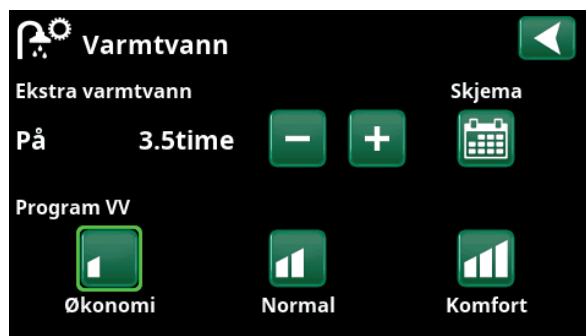 Varmtvann
Ekstra varmtvann Skjema
På 3.5time
Program VV
Økonomi Normal Komfort